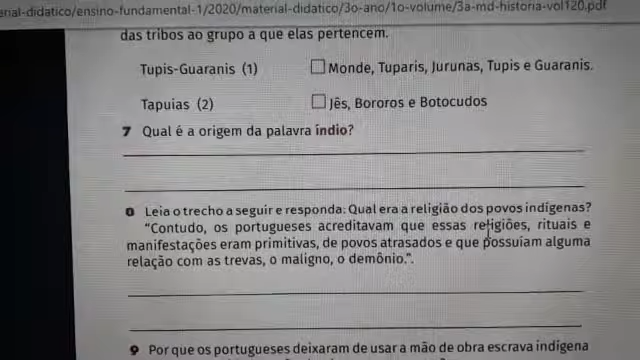 erial-didatico/ensino-fundamental-1/2020/material-didatico/3o-ano/1o-volume/3a-md-historia-vol120.pdf
das tribos ao grupo a que elas pertencem.
Tupis-Guaranis (1) Monde, Tuparis, Jurunas, Tupis e Guaranis.
Tapuias (2) Jês, Bororos e Botocudos
7 Qual é a origem da palavra índio?
8 Leia o trecho a seguir e responda: Qual era a religião dos povos indígenas?
"Contudo, os portugueses acreditavam que essas religiões, rituais e
manifestações eram primitivas, de povos atrasados e que possuíam alguma
relação com as trevas, o maligno, o demônio.".
9 Por que os portugueses deixaram de usar a mão de obra escrava indígena